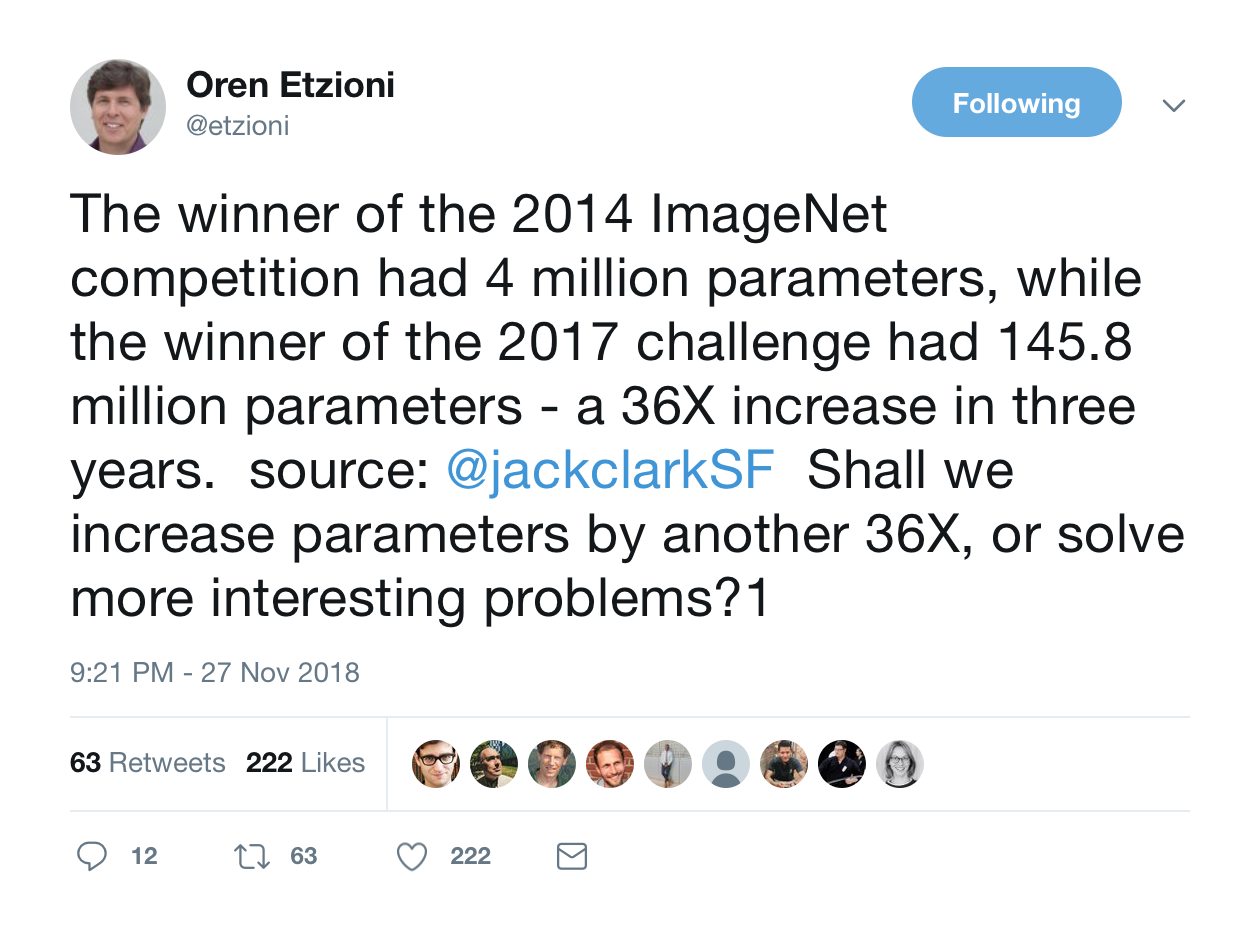 Oren Etzioni
@etzioni
Following
The winner of the 2014 ImageNet
competition had 4 million parameters, while
the winner of the 2017 challenge had 145.8
million parameters - a 36X increase in three
years.  source: @jackclarkSF  Shall we
increase parameters by another 36X, or solve
more interesting problems?1
9:21 PM - 27 Nov 2018
63 Retweets 222 Likes
12 63 222